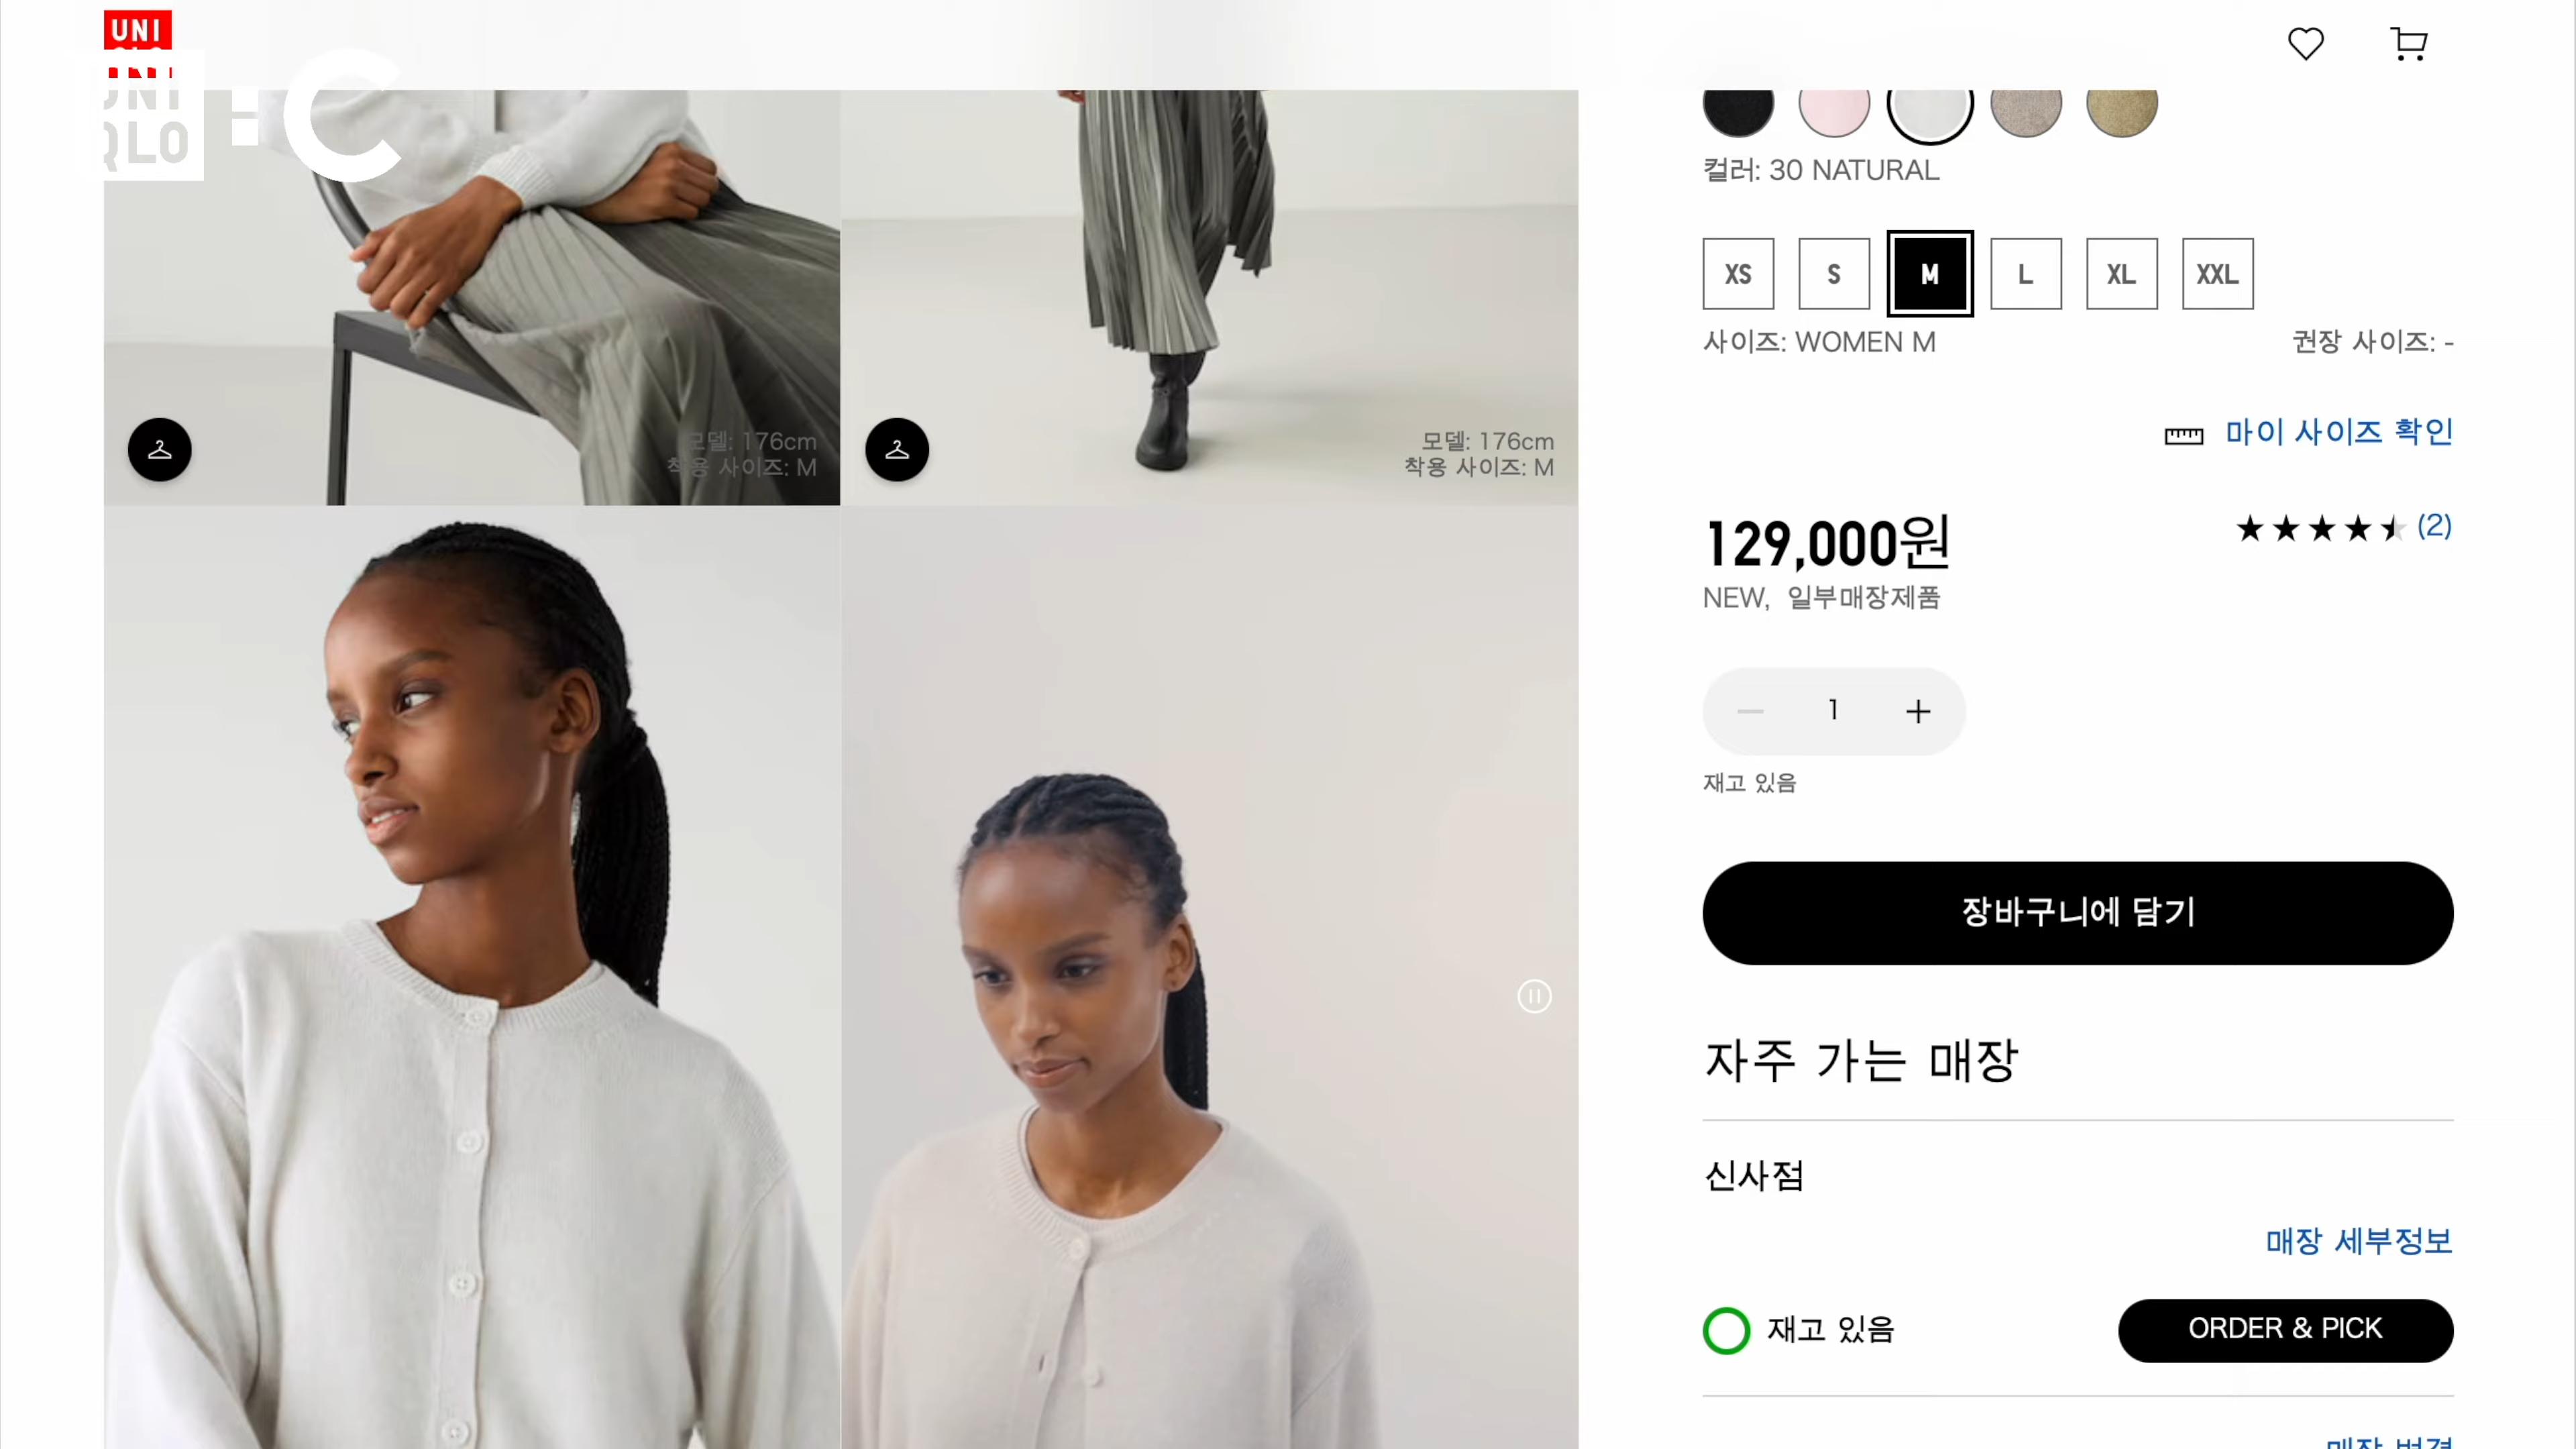 UNI
UNI
QLO
:C
컬러: 30 NATURAL
XS
S
M
L
XL
XXL
사이즈: WOMEN M
권장 사이즈: -
마이 사이즈 확인
모델: 176cm
착용 사이즈: M
모델: 176cm
착용 사이즈: M
129,000원
(2)
NEW, 일부매장제품
1
재고 있음
장바구니에 담기
자주 가는 매장
신사점
매장 세부정보
재고 있음
ORDER & PICK